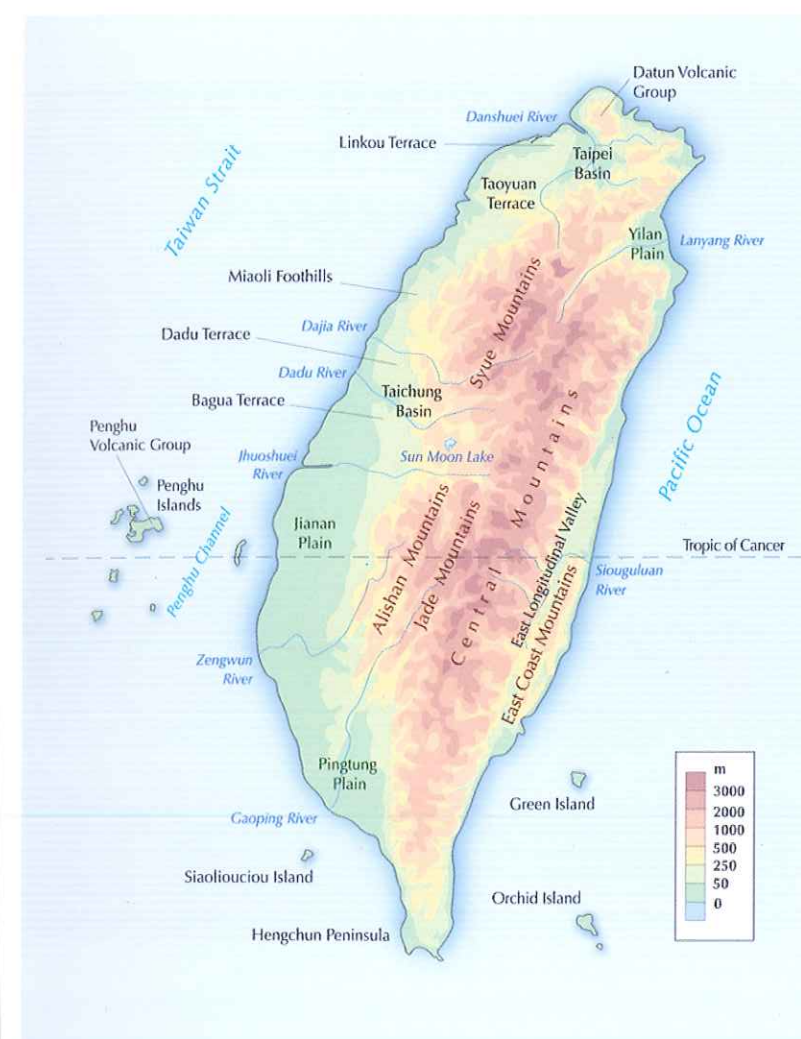 Datun Volcanic
Group
Danshuei River
Linkou Terrace
Taipei
Basin
Taoyuan
Terrace
Taiwan Strait
Yilan
Plain
Lanyang River
Miaoli Foothills
Syue Mountains
Dajia River
Dadu Terrace
Dadu River
Taichung
Basin
Bagua Terrace
Pacific Ocean
Penghu
Volcanic Group
Jhuoshuei
River
Sun Moon Lake
Central Mountains
Penghu
Islands
Jianan
Plain
Alishan Mountains
Jade Mountains
East Longitudinal Valley
Penghu Channel
Tropic of Cancer
Siouguluan
River
East Coast Mountains
Zengwun
River
Pingtung
Plain
Gaoping River
Green Island
Siaoliouciou Island
Orchid Island
Hengchun Peninsula
m
3000
2000
1000
500
250
50
0